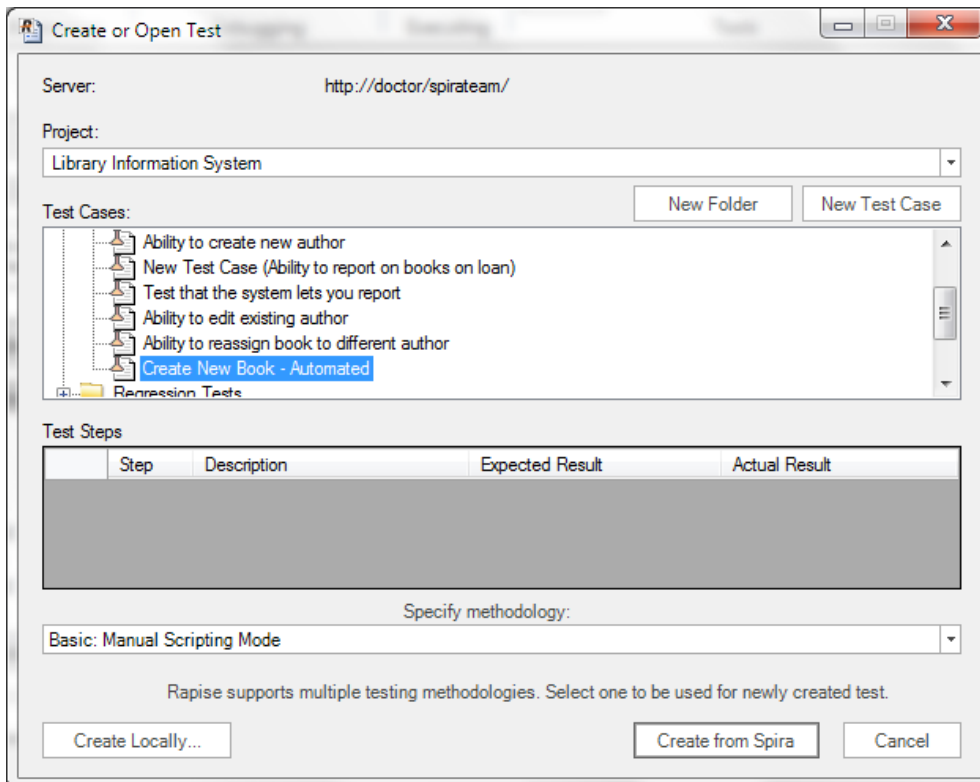 Create or Open Test
Server: http://doctor/spirateam/
Project:
Library Information System
New Folder New Test Case
Test Cases:
Ability to create new author
New Test Case (Ability to report on books on loan)
Test that the system lets you report
Ability to edit existing author
Ability to reassign book to different author
Create New Book - Automated
Regression Tests
Test Steps
Step Description Expected Result Actual Result
Specify methodology:
Basic: Manual Scripting Mode
Rapise supports multiple testing methodologies. Select one to be used for newly created test.
Create Locally... Create from Spira Cancel